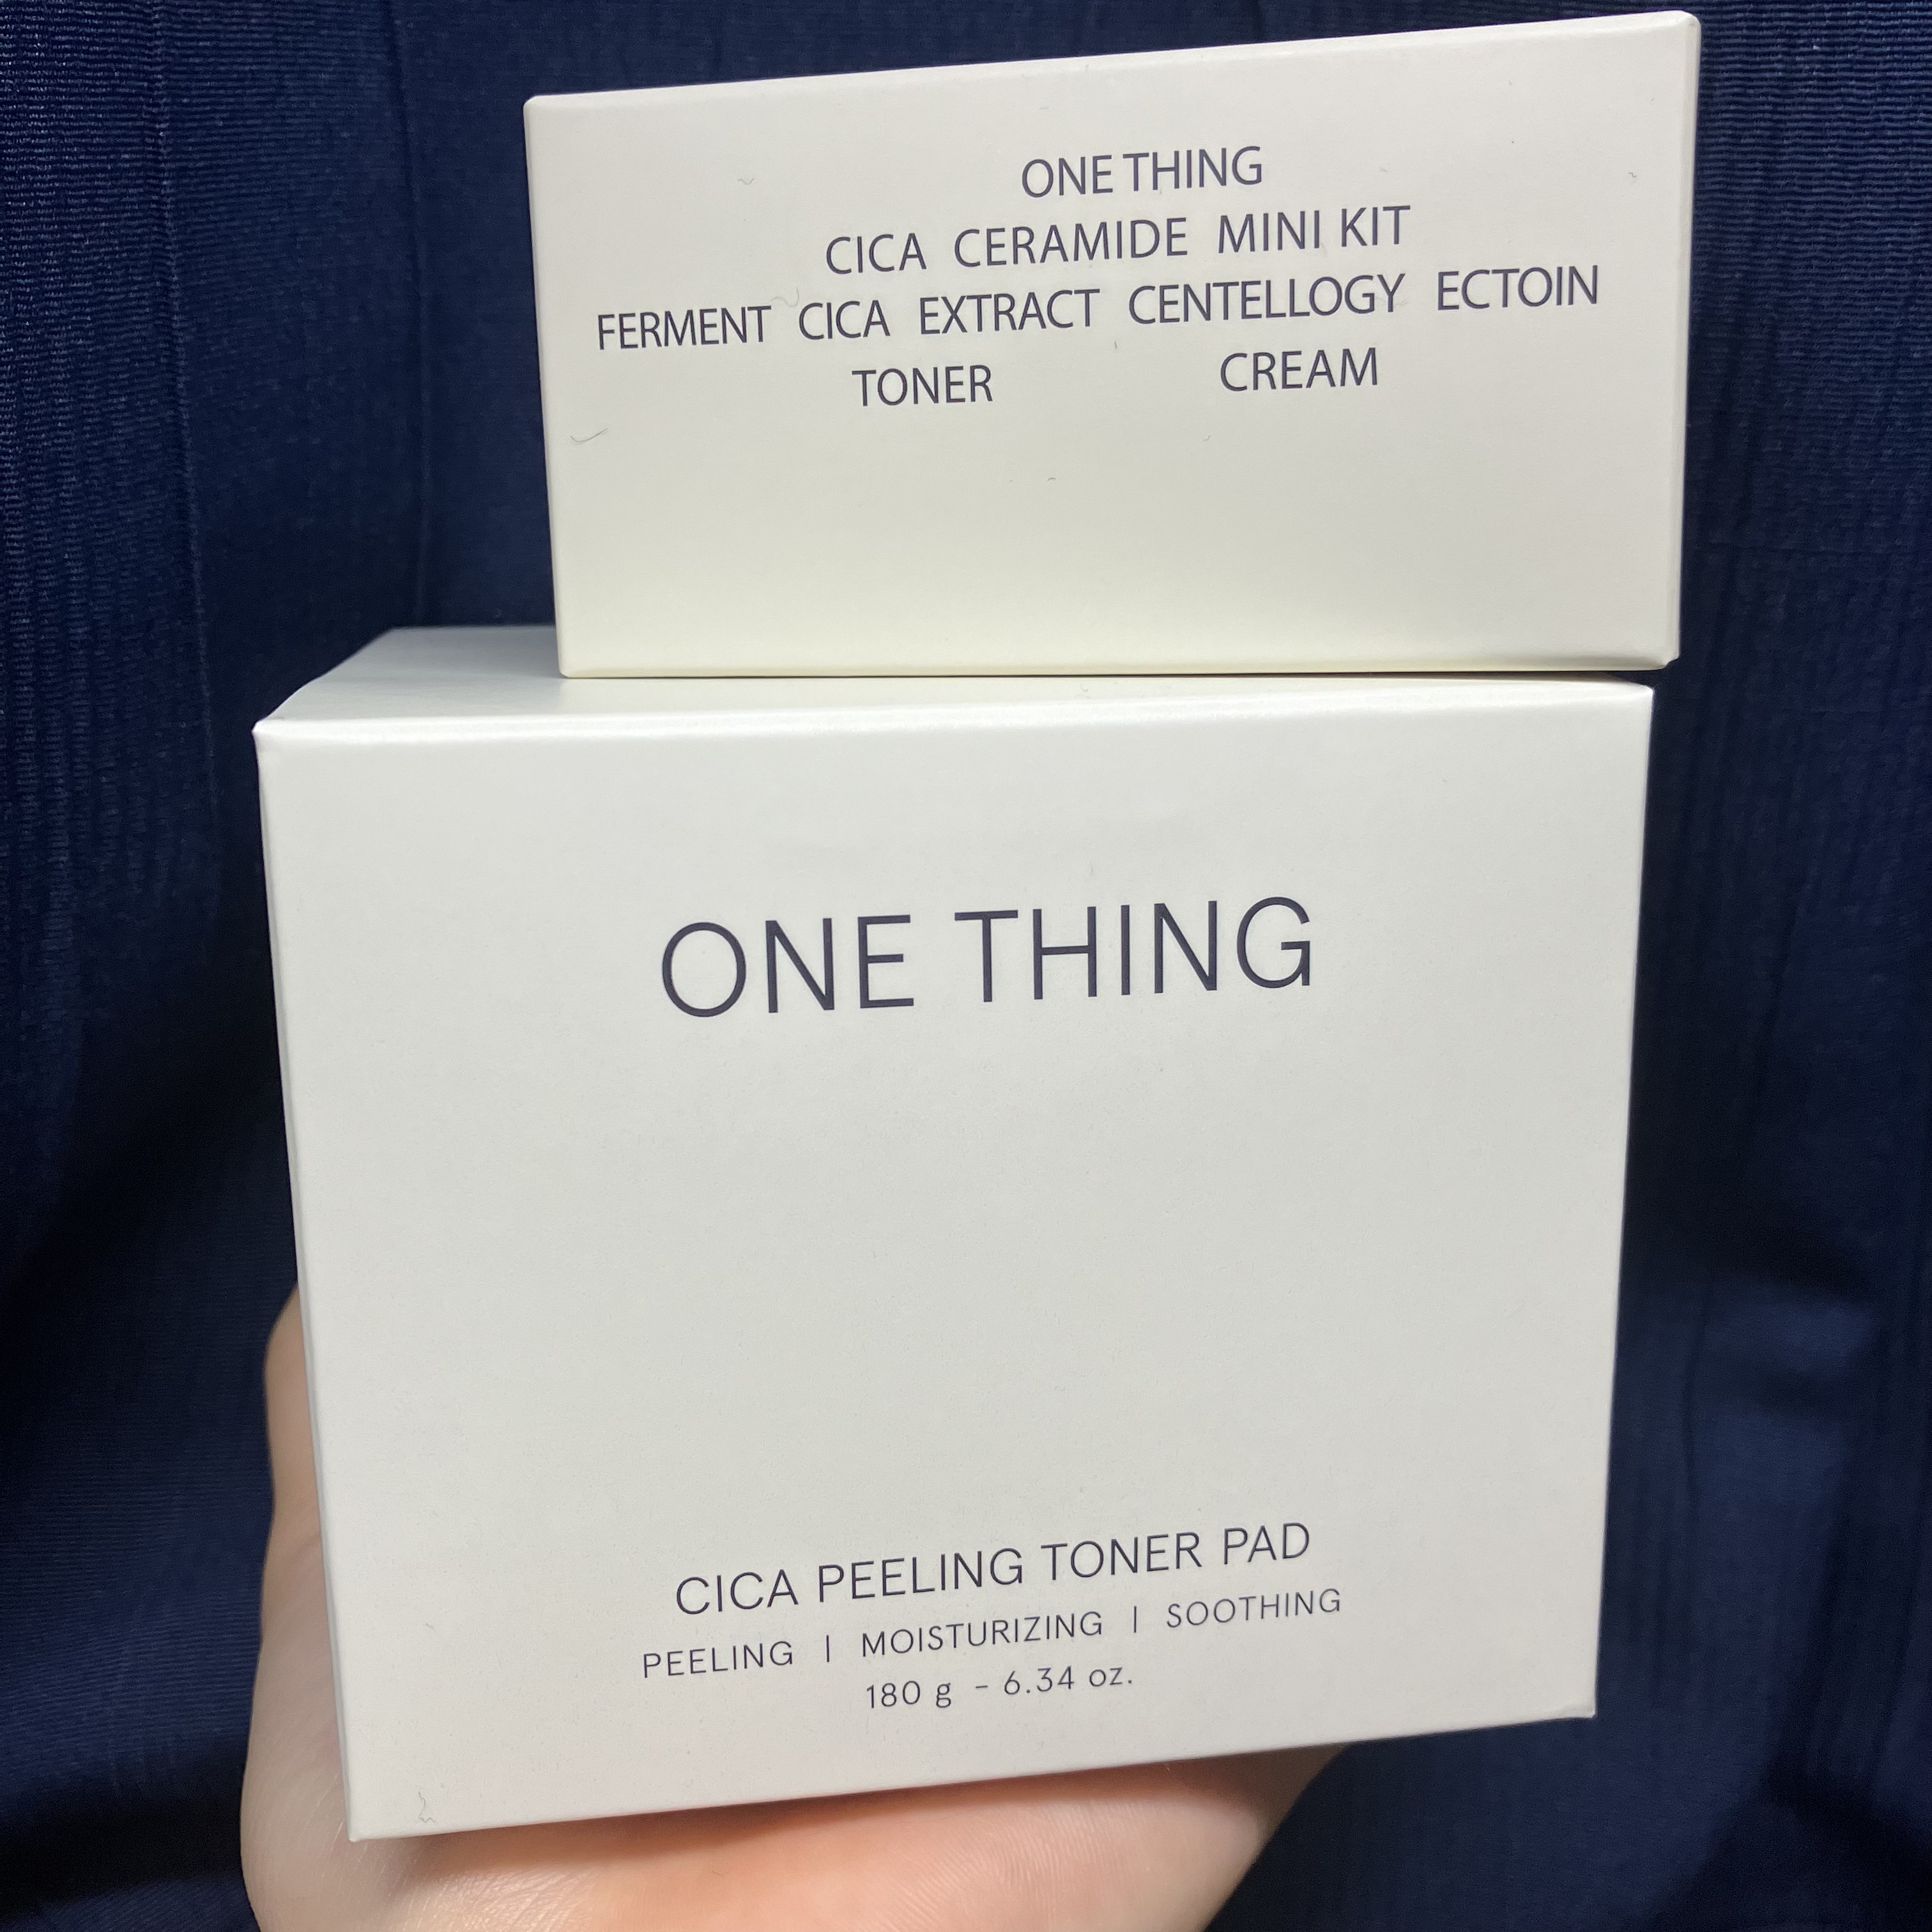 ONE THING
CICA CERAMIDE MINI KIT
FERMENT CICA EXTRACT CENTELLOGY ECTOIN
TONER CREAM
ONE THING
CICA PEELING TONER PAD
PEELING | MOISTURIZING | SOOTHING
180 g - 6.34 oz.